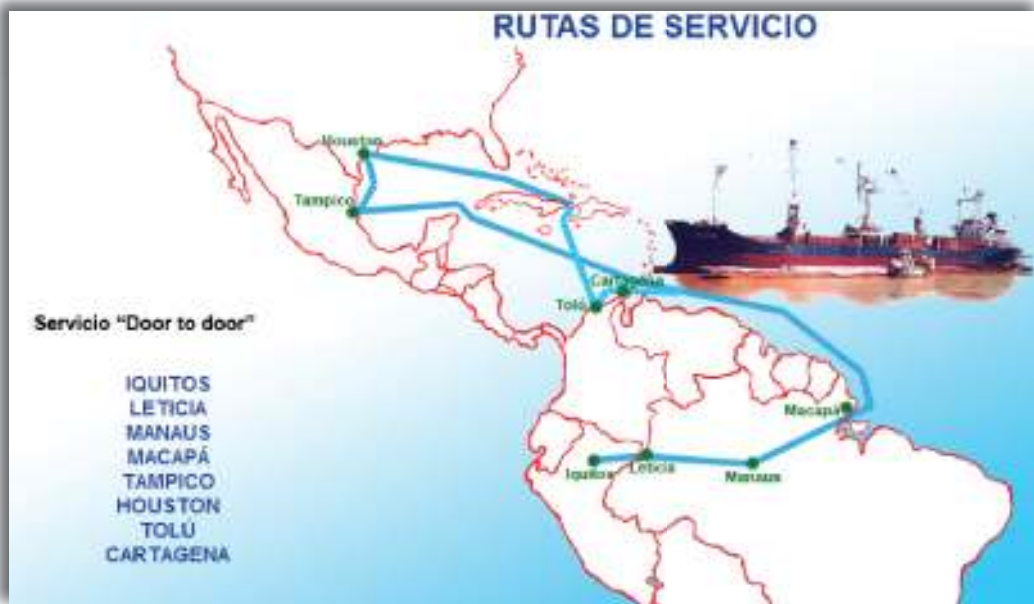 RUTAS DE SERVICIO
Houston
Tampico
Cartagena
Tolú
Servicio "Door to door"
IQUITOS
LETICIA
MANAUS
MACAPÁ
TAMPICO
HOUSTON
TOLÚ
CARTAGENA
Macapá
Iquitos
Leticia
Manaus